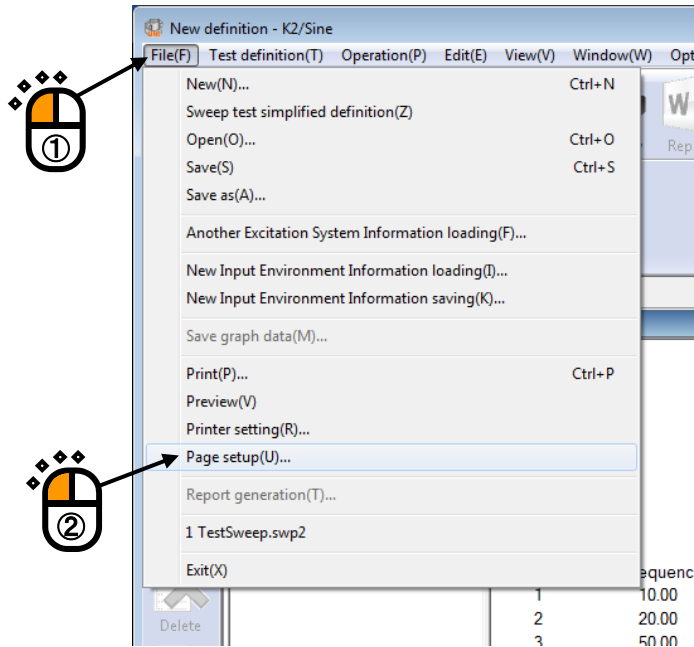 New definition - K2/Sine
File(F) Test definition(T) Operation(P) Edit(E) View(V) Window(W) Opt
New(N)... Ctrl+N
Sweep test simplified definition(Z)
Open(O)... Ctrl+O
Save(S) Ctrl+S
Save as(A)...
Another Excitation System Information loading(F)...
New Input Environment Information loading(I)...
New Input Environment Information saving(K)...
Save graph data(M)...
Print(P)... Ctrl+P
Preview(V)
Printer setting(R)...
Page setup(U)...
Report generation(T)...
1 TestSweep.swp2
Exit(X)
①
②
W
Rep
equenc
1 10.00
2 20.00
3 50.00
Delete